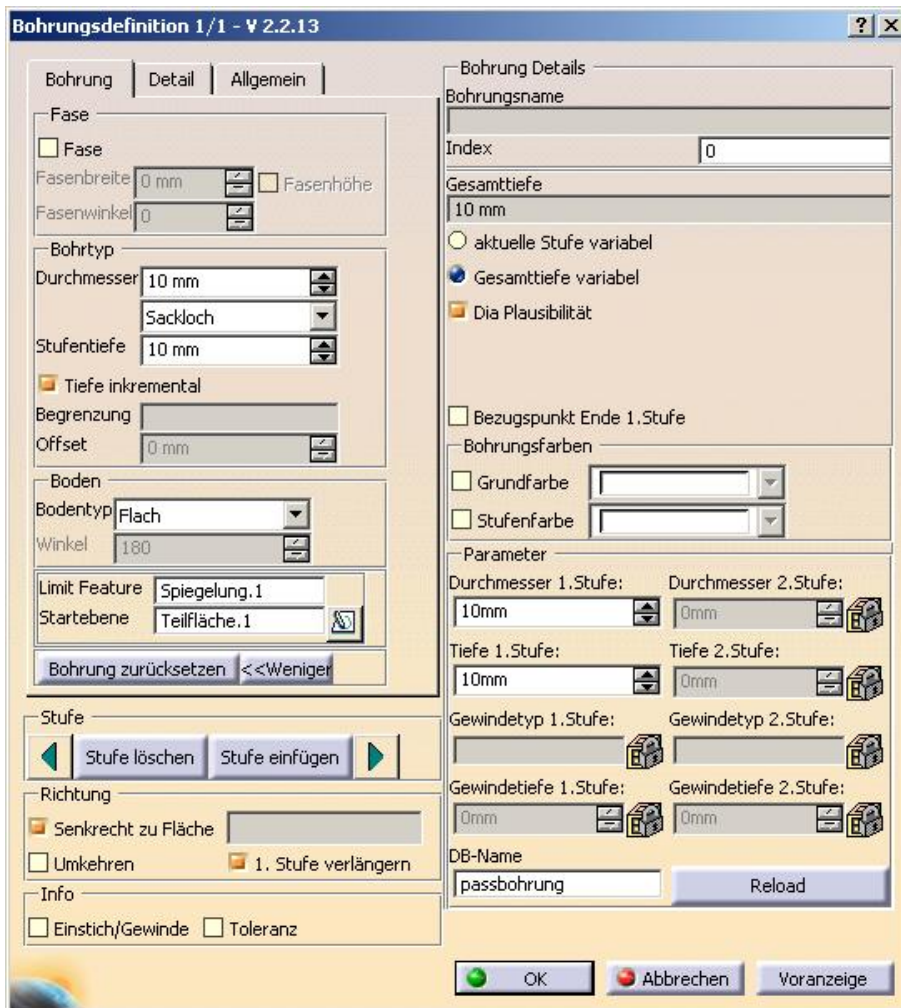 Bohrungsdefinition 1/1 - V 2.2.13
Bohrung
Detail
Allgemein
Fase
Fase
Fasenbreite 0 mm Fasenhöhe
Fasenwinkel 0
Bohrtyp
Durchmesser 10 mm
Sackloch
Stufentiefe 10 mm
Tiefe inkremental
Begrenzung
Offset 0 mm
Boden
Bodentyp Flach
Winkel 180
Limit Feature Spiegelung.1
Startebene Teilfläche.1
Bohrung zurücksetzen <<Weniger
Stufe
Stufe löschen Stufe einfügen
Richtung
Senkrecht zu Fläche
Umkehren 1. Stufe verlängern
Info
Einstich/Gewinde Toleranz
Bohrung Details
Bohrungsname
Index 0
Gesamttiefe
10 mm
aktuelle Stufe variabel
Gesamttiefe variabel
Dia Plausibilität
Bezugspunkt Ende 1.Stufe
Bohrungsfarben
Grundfarbe
Stufenfarbe
Parameter
Durchmesser 1.Stufe: Durchmesser 2.Stufe:
10mm 0mm
Tiefe 1.Stufe: Tiefe 2.Stufe:
10mm 0mm
Gewindetyp 1.Stufe: Gewindetyp 2.Stufe:
Gewindetiefe 1.Stufe: Gewindetiefe 2.Stufe:
0mm 0mm
DB-Name
passbohrung Reload
OK Abbrechen Voranzeige